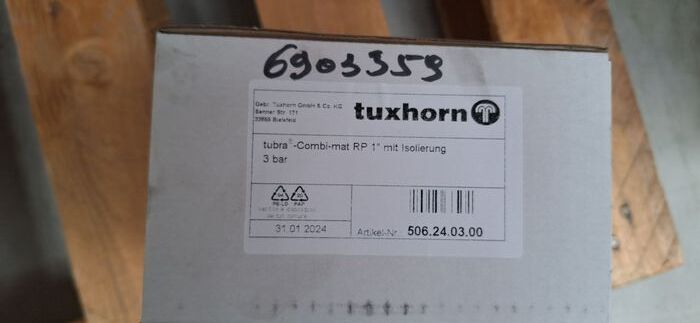 6903359
Gebr. Tuxhorn GmbH & Co. KG
Senner Str. 171
33659 Bielefeld
tuxhorn
tubra®-Combi-mat RP 1" mit Isolierung
3 bar
PE-LD PAP
31.01.2024
Artikel-Nr.: 506.24.03.00